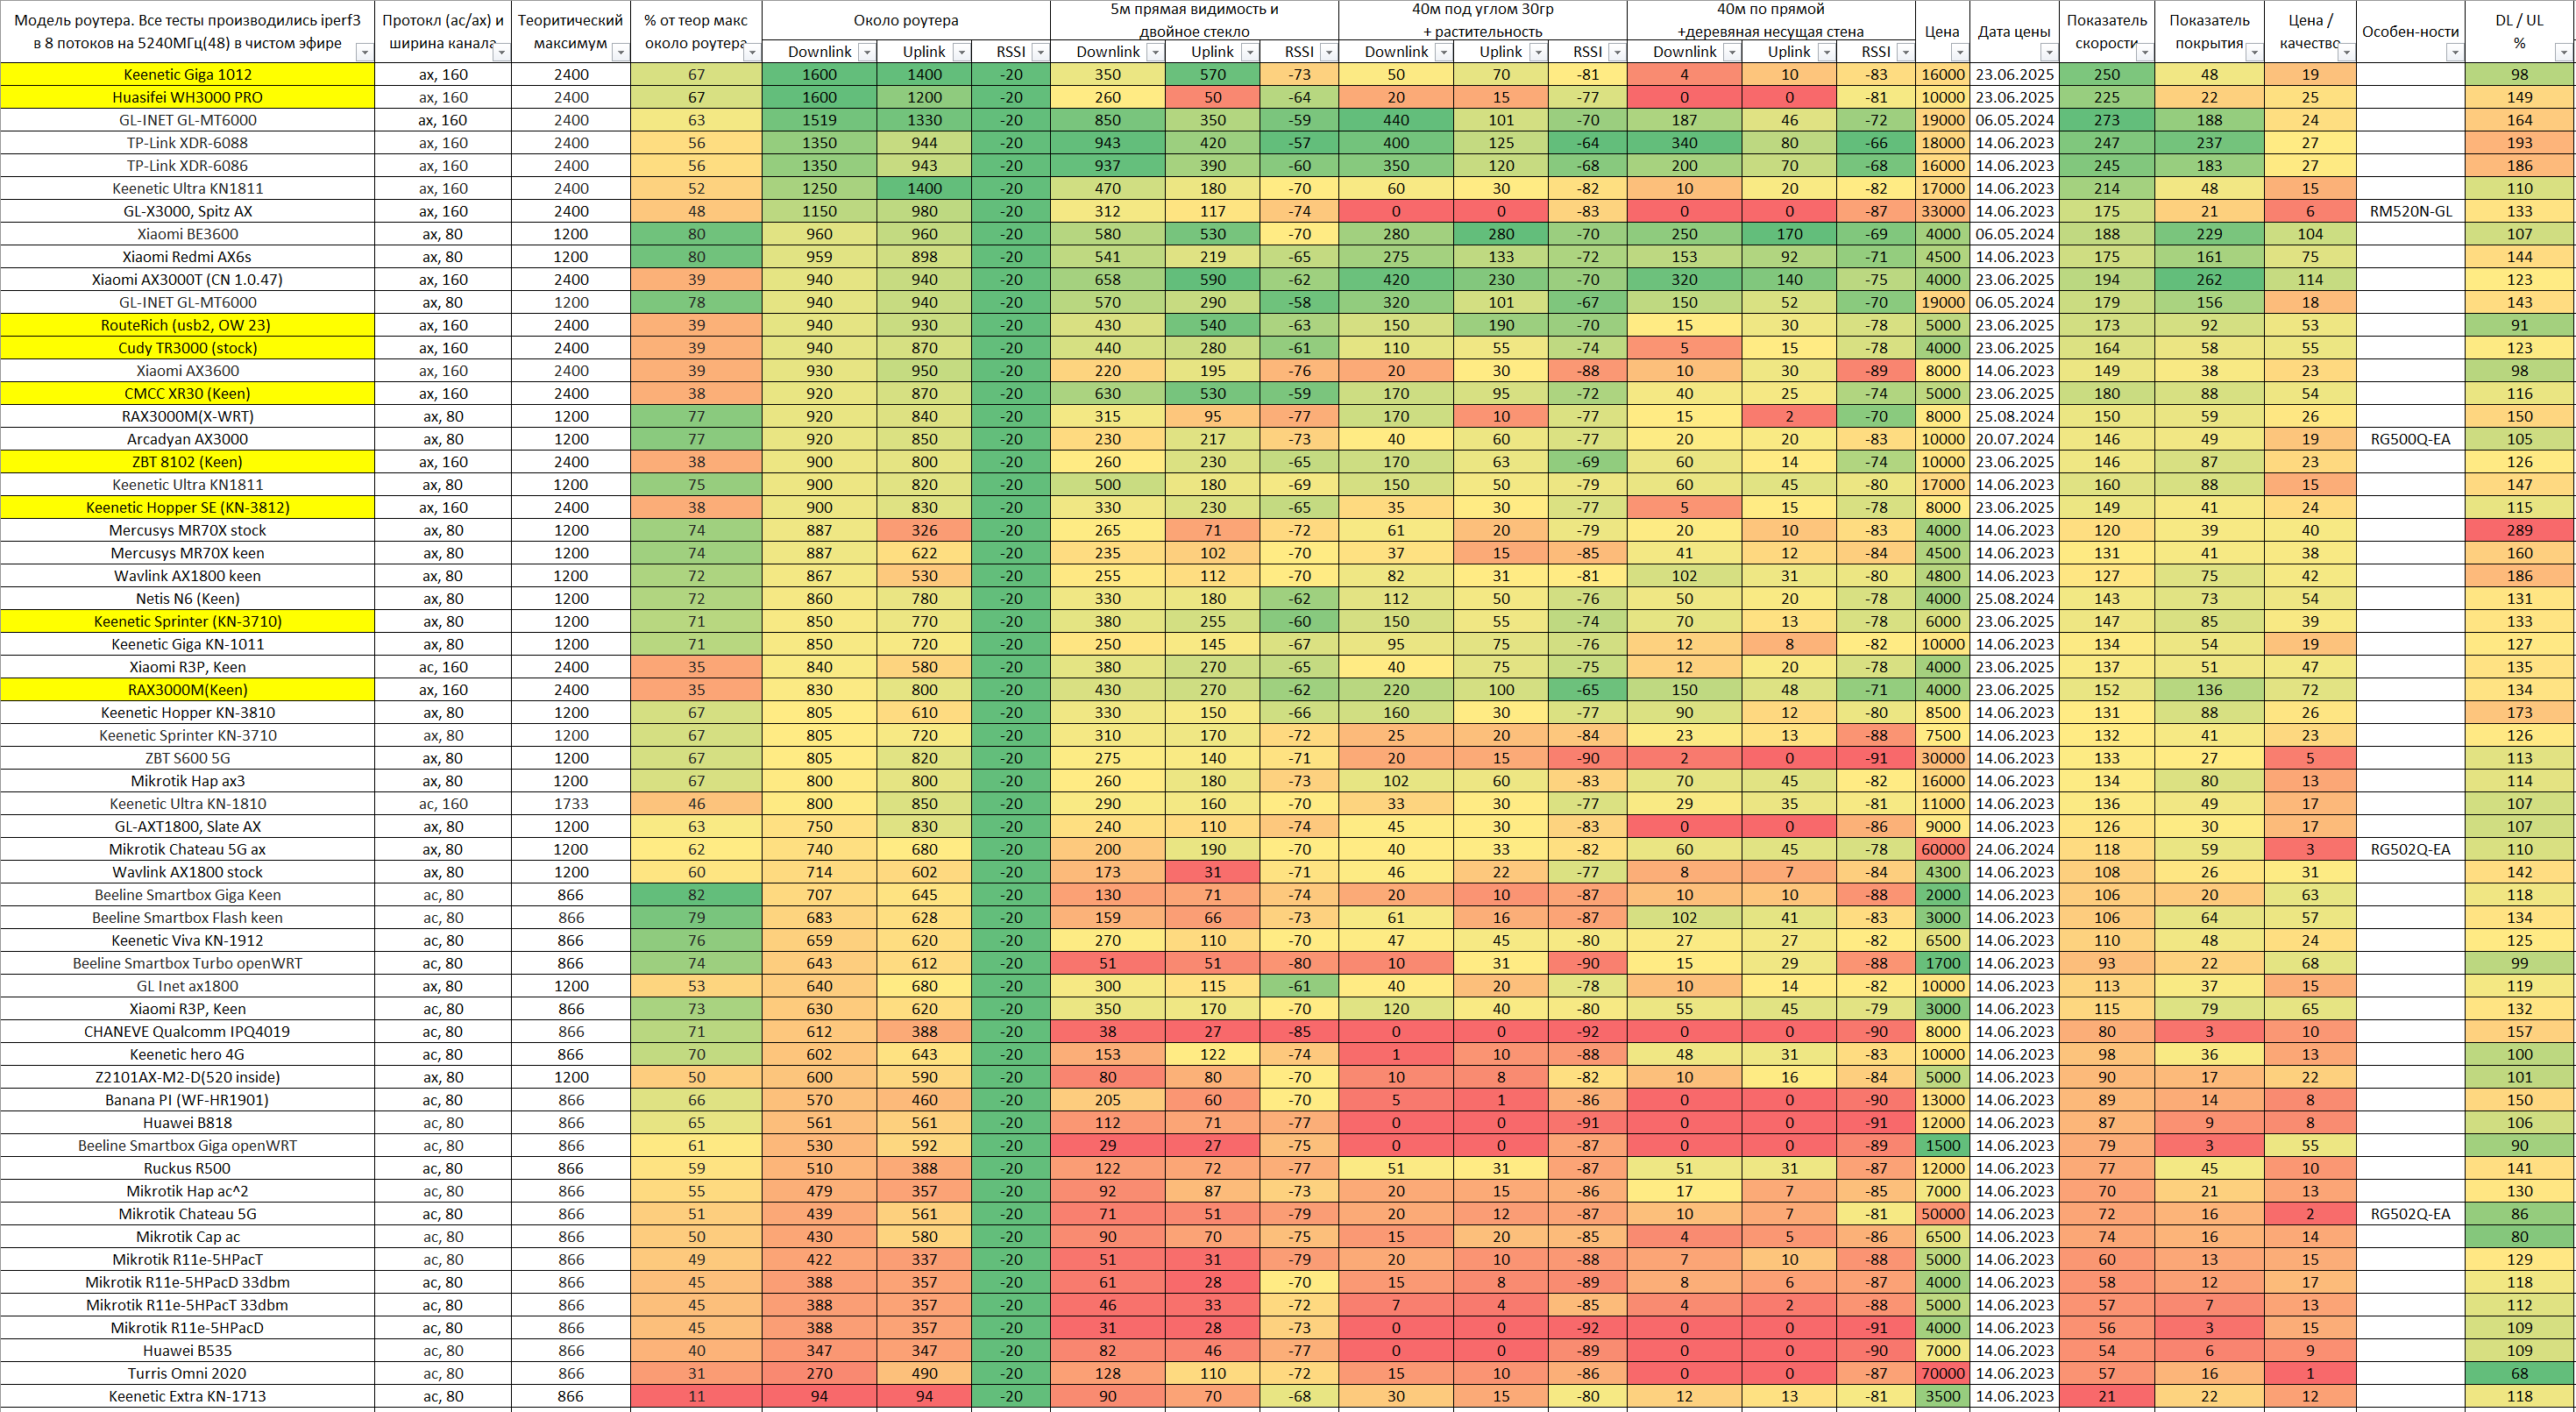 Модель роутера. Все тесты производились iperf3 в 8 потоков на 5240МГц(48) в чистом эфире
Протокл (ac/ax) и ширина канала
Теоритический максимум
% от теор макс около роутера
Около роутера
5м прямая видимость и двойное стекло
40м под углом 30гр + растительность
40м по прямой +деревяная несущая стена
Цена
Дата цены
Показатель скорости
Показатель покрытия
Цена / качество
Особен-ности
DL / UL %
Downlink Uplink RSSI Downlink Uplink RSSI Downlink Uplink RSSI Downlink Uplink RSSI
Keenetic Giga 1012 ax, 160 2400 67 1600 1400 -20 350 570 -73 50 70 -81 4 10 -83 16000 23.06.2025 250 48 19 98
Huasifei WH3000 PRO ax, 160 2400 67 1600 1200 -20 260 50 -64 20 15 -77 0 0 -81 10000 23.06.2025 225 22 25 149
GL-INET GL-MT6000 ax, 160 2400 63 1519 1330 -20 850 350 -59 440 101 -70 187 46 -72 19000 06.05.2024 273 188 24 164
TP-Link XDR-6088 ax, 160 2400 56 1350 944 -20 943 420 -57 400 125 -64 340 80 -66 18000 14.06.2023 247 237 27 193
TP-Link XDR-6086 ax, 160 2400 56 1350 943 -20 937 390 -60 350 120 -68 200 70 -68 16000 14.06.2023 245 183 27 186
Keenetic Ultra KN1811 ax, 160 2400 52 1250 1400 -20 470 180 -70 60 30 -82 10 20 -82 17000 14.06.2023 214 48 15 110
GL-X3000, Spitz AX ax, 160 2400 48 1150 980 -20 312 117 -74 0 0 -83 0 0 -87 33000 14.06.2023 175 21 6 RM520N-GL 133
Xiaomi BE3600 ax, 80 1200 80 960 960 -20 580 530 -70 280 280 -70 250 170 -69 4000 06.05.2024 188 229 104 107
Xiaomi Redmi AX6s ax, 80 1200 80 959 898 -20 541 219 -65 275 133 -72 153 92 -71 4500 14.06.2023 175 161 75 144
Xiaomi AX3000T (CN 1.0.47) ax, 160 2400 39 940 940 -20 658 590 -62 420 230 -70 320 140 -75 4000 23.06.2025 194 262 114 123
GL-INET GL-MT6000 ax, 80 1200 78 940 940 -20 570 290 -58 320 101 -67 150 52 -70 19000 06.05.2024 179 156 18 143
RouteRich (usb2, OW 23) ax, 160 2400 39 940 930 -20 430 540 -63 150 190 -70 15 30 -78 5000 23.06.2025 173 92 53 91
Cudy TR3000 (stock) ax, 160 2400 39 940 870 -20 440 280 -61 110 55 -74 5 15 -78 4000 23.06.2025 164 58 55 123
Xiaomi AX3600 ax, 160 2400 39 930 950 -20 220 195 -76 20 30 -88 10 30 -89 8000 14.06.2023 149 38 23 98
CMCC XR30 (Keen) ax, 160 2400 38 920 870 -20 630 530 -59 170 95 -72 40 25 -74 5000 23.06.2025 180 88 54 116
RAX3000M(X-WRT) ax, 80 1200 77 920 840 -20 315 95 -77 170 10 -77 15 2 -70 8000 25.08.2024 150 59 26 150
Arcadyan AX3000 ax, 80 1200 77 920 850 -20 230 217 -73 40 60 -77 20 20 -83 10000 20.07.2024 146 49 19 RG500Q-EA 105
ZBT 8102 (Keen) ax, 160 2400 38 900 800 -20 260 230 -65 170 63 -69 60 14 -74 10000 23.06.2025 146 87 23 126
Keenetic Ultra KN1811 ax, 80 1200 75 900 820 -20 500 180 -69 150 50 -79 60 45 -80 17000 14.06.2023 160 88 15 147
Keenetic Hopper SE (KN-3812) ax, 160 2400 38 900 830 -20 330 230 -65 35 30 -77 5 15 -78 8000 23.06.2025 149 41 24 115
Mercusys MR70X stock ax, 80 1200 74 887 326 -20 265 71 -72 61 20 -79 20 10 -83 4000 14.06.2023 120 39 40 289
Mercusys MR70X keen ax, 80 1200 74 887 622 -20 235 102 -70 37 15 -85 41 12 -84 4500 14.06.2023 131 41 38 160
Wavlink AX1800 keen ax, 80 1200 72 867 530 -20 255 112 -70 82 31 -81 102 31 -80 4800 14.06.2023 127 75 42 186
Netis N6 (Keen) ax, 80 1200 72 860 780 -20 330 180 -62 112 50 -76 50 20 -78 4000 25.08.2024 143 73 54 131
Keenetic Sprinter (KN-3710) ax, 80 1200 71 850 770 -20 380 255 -60 150 55 -74 70 13 -78 6000 23.06.2025 147 85 39 133
Keenetic Giga KN-1011 ax, 80 1200 71 850 720 -20 250 145 -67 95 75 -76 12 8 -82 10000 14.06.2023 134 54 19 127
Xiaomi R3P, Keen ac, 160 2400 35 840 580 -20 380 270 -65 40 75 -75 12 20 -78 4000 23.06.2025 137 51 47 135
RAX3000M(Keen) ax, 160 2400 35 830 800 -20 430 270 -62 220 100 -65 150 48 -71 4000 23.06.2025 152 136 72 134
Keenetic Hopper KN-3810 ax, 80 1200 67 805 610 -20 330 150 -66 160 30 -77 90 12 -80 8500 14.06.2023 131 88 26 173
Keenetic Sprinter KN-3710 ax, 80 1200 67 805 720 -20 310 170 -72 25 20 -84 23 13 -88 7500 14.06.2023 132 41 23 126
ZBT S600 5G ax, 80 1200 67 805 820 -20 275 140 -71 20 15 -90 2 0 -91 30000 14.06.2023 133 27 5 113
Mikrotik Hap ax3 ax, 80 1200 67 800 800 -20 260 180 -73 102 60 -83 70 45 -82 16000 14.06.2023 134 80 13 114
Keenetic Ultra KN-1810 ac, 160 1733 46 800 850 -20 290 160 -70 33 30 -77 29 35 -81 11000 14.06.2023 136 49 17 107
GL-AXT1800, Slate AX ax, 80 1200 63 750 830 -20 240 110 -74 45 30 -83 0 0 -86 9000 14.06.2023 126 30 17 107
Mikrotik Chateau 5G ax ax, 80 1200 62 740 680 -20 200 190 -70 40 33 -82 60 45 -78 60000 24.06.2024 118 59 3 RG502Q-EA 110
Wavlink AX1800 stock ax, 80 1200 60 714 602 -20 173 31 -71 46 22 -77 8 7 -84 4300 14.06.2023 108 26 31 142
Beeline Smartbox Giga Keen ac, 80 866 82 707 645 -20 130 71 -74 20 10 -87 10 10 -88 2000 14.06.2023 106 20 63 118
Beeline Smartbox Flash keen ac, 80 866 79 683 628 -20 159 66 -73 61 16 -87 102 41 -83 3000 14.06.2023 106 64 57 134
Keenetic Viva KN-1912 ac, 80 866 76 659 620 -20 270 110 -70 47 45 -80 27 27 -82 6500 14.06.2023 110 48 24 125
Beeline Smartbox Turbo openWRT ac, 80 866 74 643 612 -20 51 51 -80 10 31 -90 15 29 -88 1700 14.06.2023 93 22 68 99
GL Inet ax1800 ax, 80 1200 53 640 680 -20 300 115 -61 40 20 -78 10 14 -82 10000 14.06.2023 113 37 15 119
Xiaomi R3P, Keen ac, 80 866 73 630 620 -20 350 170 -70 120 40 -80 55 45 -79 3000 14.06.2023 115 79 65 132
CHANEVE Qualcomm IPQ4019 ac, 80 866 71 612 388 -20 38 27 -85 0 0 -92 0 0 -90 8000 14.06.2023 80 3 10 157
Keenetic hero 4G ac, 80 866 70 602 643 -20 153 122 -74 1 10 -88 48 31 -83 10000 14.06.2023 98 36 13 100
Z2101AX-M2-D(520 inside) ax, 80 1200 50 600 590 -20 80 80 -70 10 8 -82 10 16 -84 5000 14.06.2023 90 17 22 101
Banana PI (WF-HR1901) ac, 80 866 66 570 460 -20 205 60 -70 5 1 -86 0 0 -90 13000 14.06.2023 89 14 8 150
Huawei B818 ac, 80 866 65 561 561 -20 112 71 -77 0 0 -91 0 0 -91 12000 14.06.2023 87 9 8 106
Beeline Smartbox Giga openWRT ac, 80 866 61 530 592 -20 29 27 -75 0 0 -87 0 0 -89 1500 14.06.2023 79 3 55 90
Ruckus R500 ac, 80 866 59 510 388 -20 122 72 -77 51 31 -87 51 31 -87 12000 14.06.2023 77 45 10 141
Mikrotik Hap ac^2 ac, 80 866 55 479 357 -20 92 87 -73 20 15 -86 17 7 -85 7000 14.06.2023 70 21 13 130
Mikrotik Chateau 5G ac, 80 866 51 439 561 -20 71 51 -79 20 12 -87 10 7 -81 50000 14.06.2023 72 16 2 RG502Q-EA 86
Mikrotik Cap ac ac, 80 866 50 430 580 -20 90 70 -75 15 20 -85 4 5 -86 6500 14.06.2023 74 16 14 80
Mikrotik R11e-5HPacT ac, 80 866 49 422 337 -20 51 31 -79 20 10 -88 7 10 -88 5000 14.06.2023 60 13 15 129
Mikrotik R11e-5HPacD 33dbm ac, 80 866 45 388 357 -20 61 28 -70 15 8 -89 8 6 -87 4000 14.06.2023 58 12 17 118
Mikrotik R11e-5HPacT 33dbm ac, 80 866 45 388 357 -20 46 33 -72 7 4 -85 4 2 -88 5000 14.06.2023 57 7 13 112
Mikrotik R11e-5HPacD ac, 80 866 45 388 357 -20 31 28 -73 0 0 -92 0 0 -91 4000 14.06.2023 56 3 15 109
Huawei B535 ac, 80 866 40 347 347 -20 82 46 -77 0 0 -89 0 0 -90 7000 14.06.2023 54 6 9 109
Turris Omni 2020 ac, 80 866 31 270 490 -20 128 110 -72 15 10 -86 0 0 -87 70000 14.06.2023 57 16 1 68
Keenetic Extra KN-1713 ac, 80 866 11 94 94 -20 90 70 -68 30 15 -80 12 13 -81 3500 14.06.2023 21 22 12 118